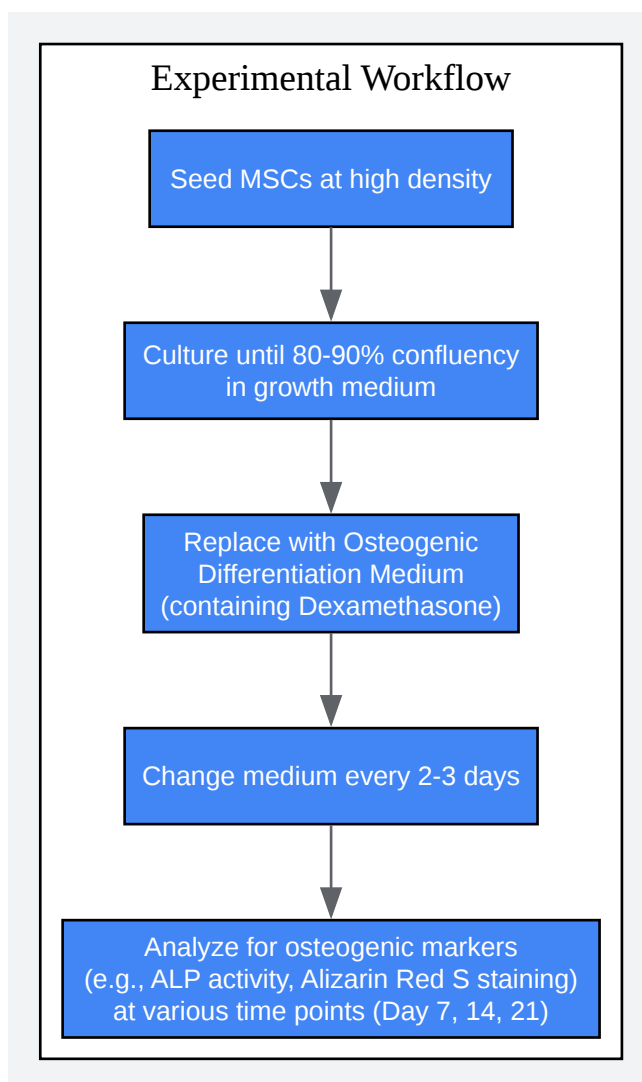 Experimental Workflow
Seed MSCs at high density
Culture until 80-90% confluency
in growth medium
Replace with Osteogenic
Differentiation Medium
(containing Dexamethasone)
Change medium every 2-3 days
Analyze for osteogenic markers
(e.g., ALP activity, Alizarin Red S staining)
at various time points (Day 7, 14, 21)